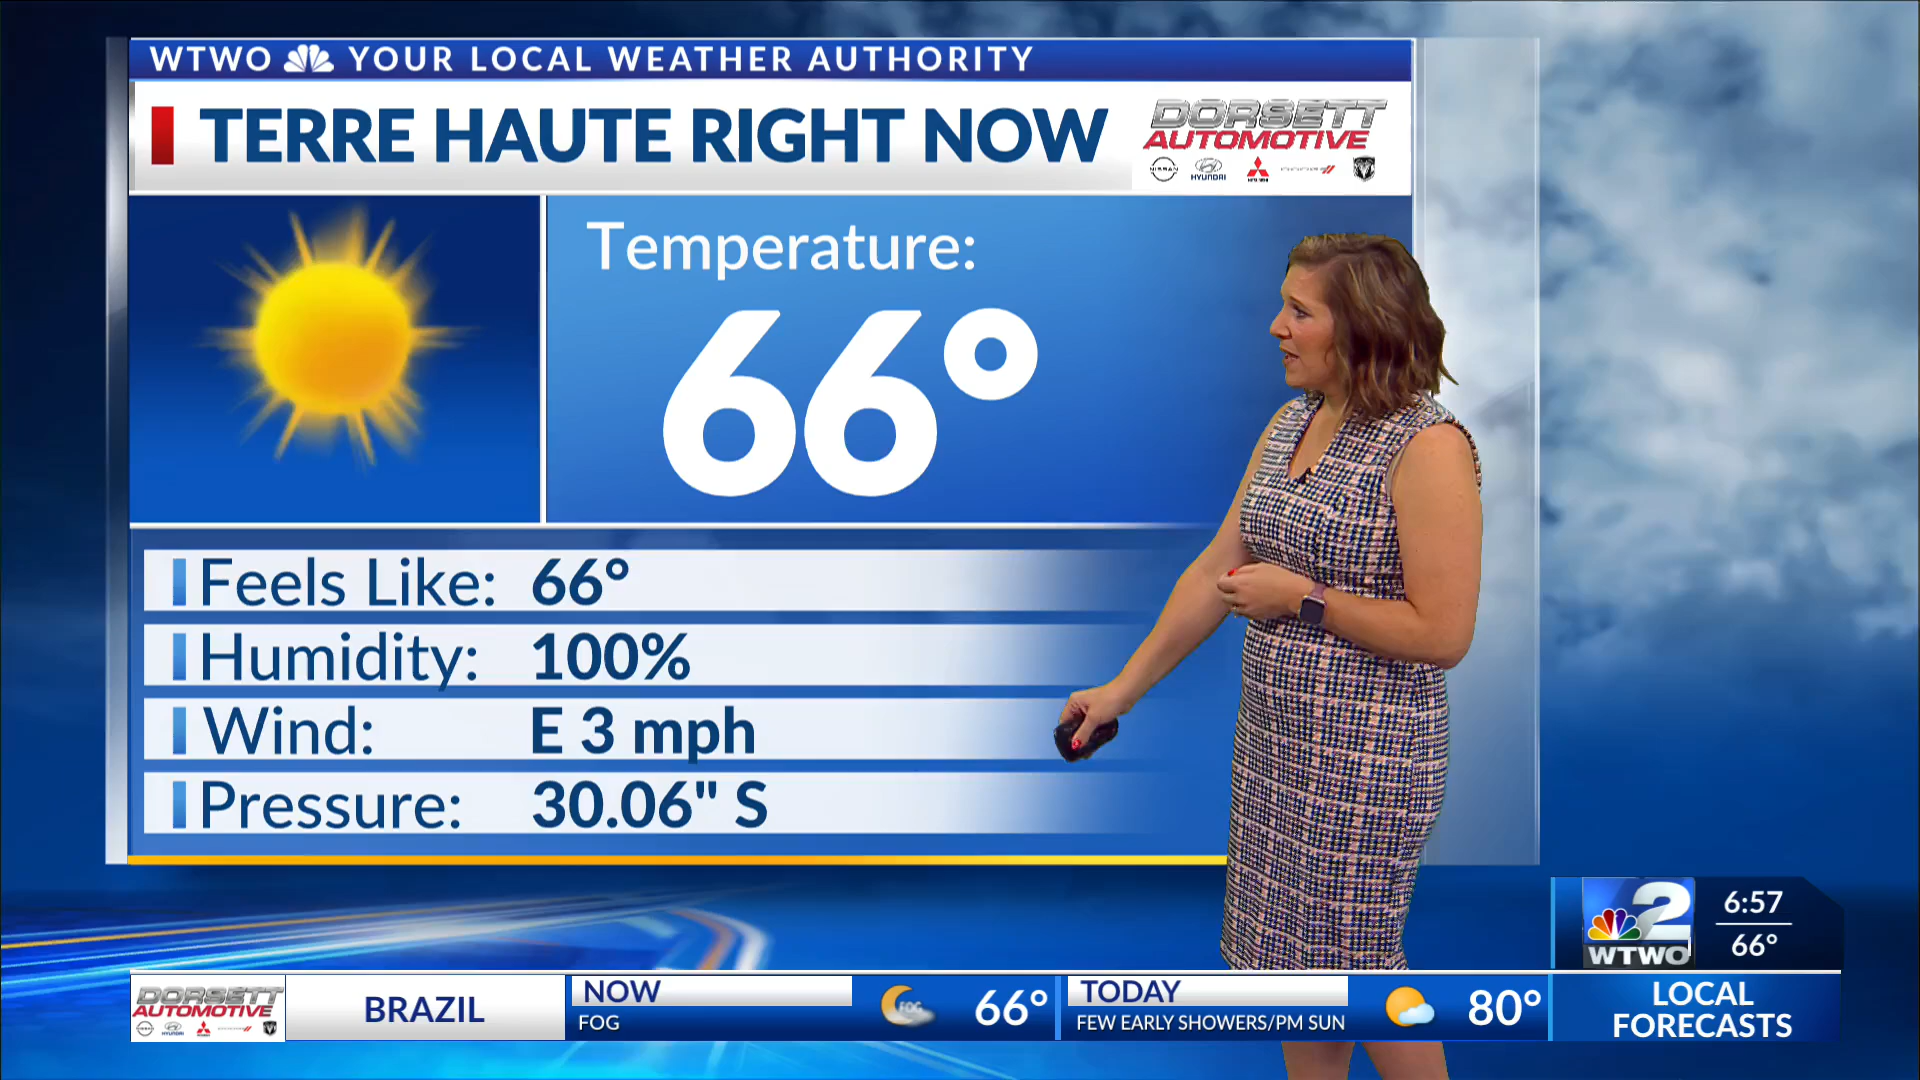 WTWO YOUR LOCAL WEATHER AUTHORITY
TERRE HAUTE RIGHT NOW
DORSETT
AUTOMOTIVE
NISSAN
HYUNDAI
Temperature:
66°
Feels Like: 66°
Humidity: 100%
Wind: E 3 mph
Pressure: 30.06" S
2
WTWO
6:57
66°
DORSETT
AUTOMOTIVE
BRAZIL
NOW
FOG
FOG
66°
TODAY
FEW EARLY SHOWERS/PM SUN
80°
LOCAL
FORECASTS